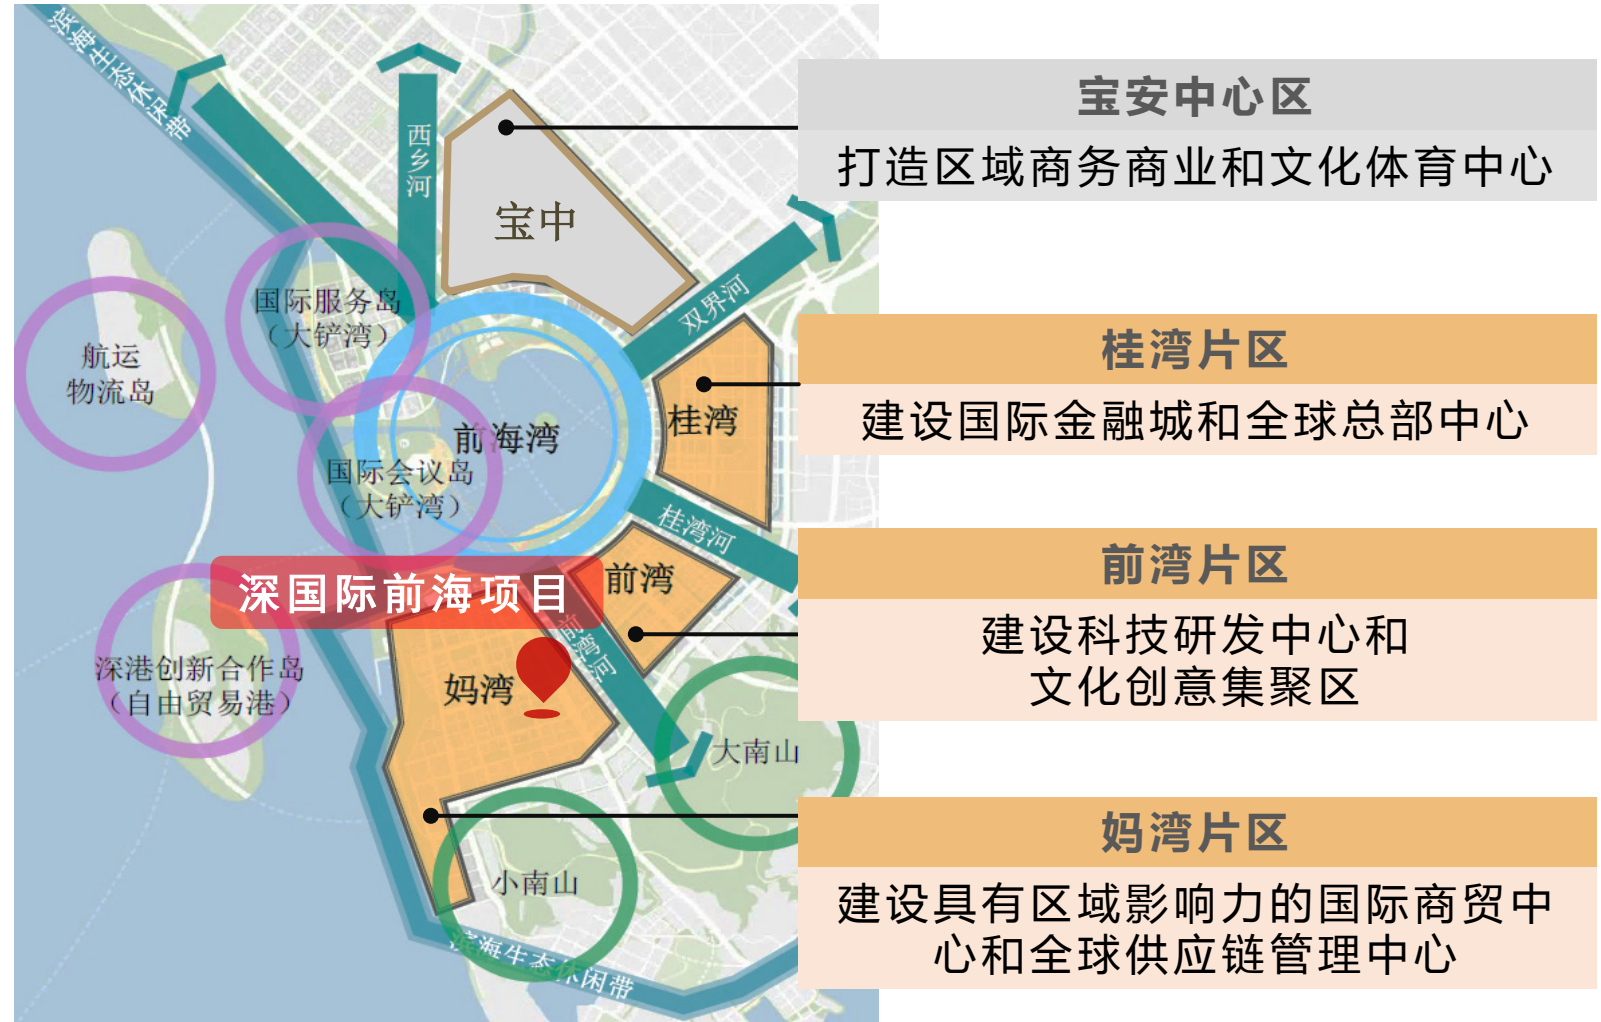 滨海生态休闲带
西乡河
宝中
双界河
国际服务岛
（大铲湾）
航运
物流岛
前海湾
国际会议岛
（大铲湾）
桂湾
桂湾河
深国际前海项目
前湾
前湾河
深港创新合作岛
（自由贸易港）
妈湾
大南山
小南山
滨海生态休闲带
宝安中心区
打造区域商务商业和文化体育中心
桂湾片区
建设国际金融城和全球总部中心
前湾片区
建设科技研发中心和
文化创意集聚区
妈湾片区
建设具有区域影响力的国际商贸中
心和全球供应链管理中心